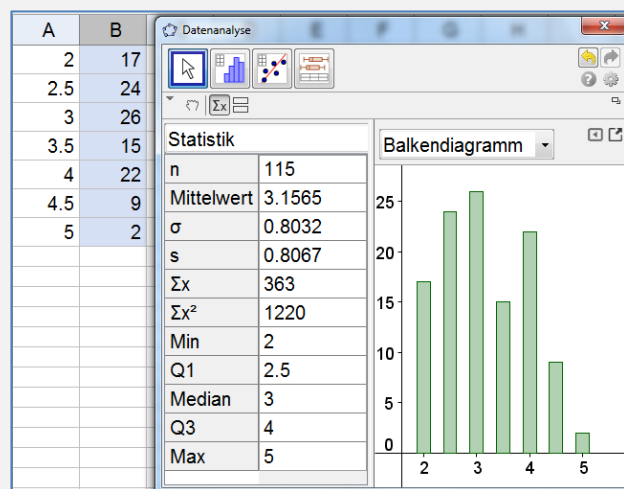 A B
2 17
2.5 24
3 26
3.5 15
4 22
4.5 9
5 2
Datenanalyse
Σx
Statistik
n 115
Mittelwert 3.1565
σ 0.8032
s 0.8067
Σx 363
Σx² 1220
Min 2
Q1 2.5
Median 3
Q3 4
Max 5
Balkendiagramm
25
20
15
10
5
0
2 3 4 5